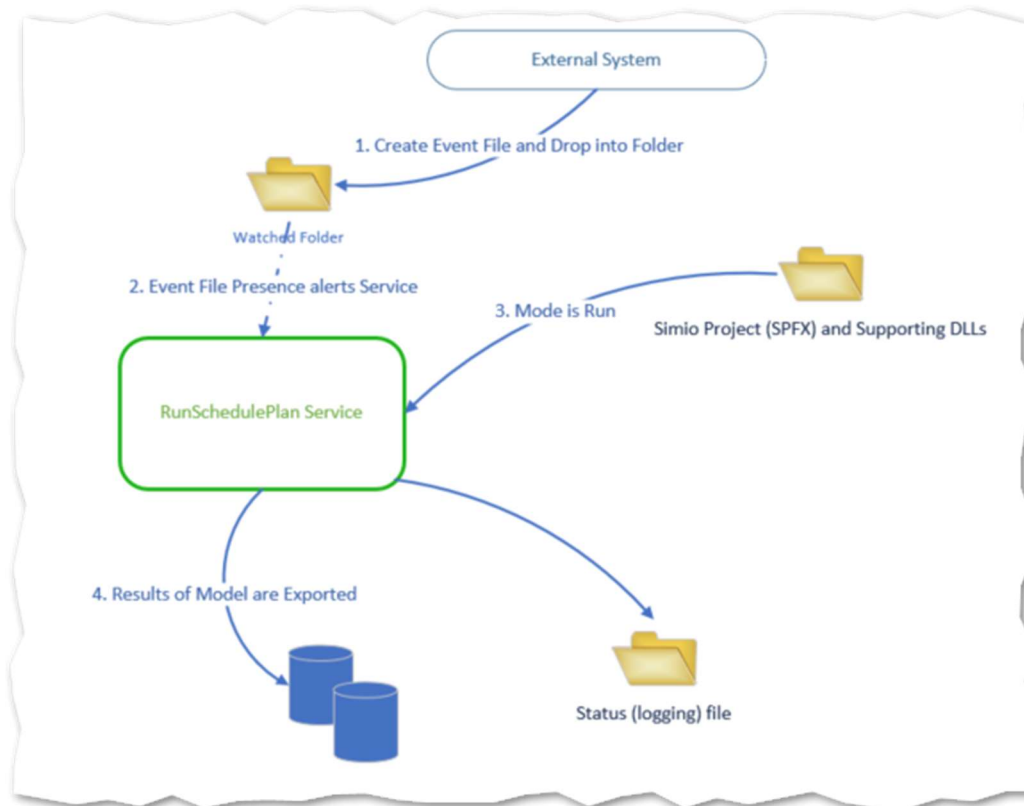 External System
1. Create Event File and Drop into Folder
Watched Folder
2. Event File Presence alerts Service
3. Mode is Run
Simio Project (SPFX) and Supporting DLLs
RunSchedulePlan Service
4. Results of Model are Exported
Status (logging) file